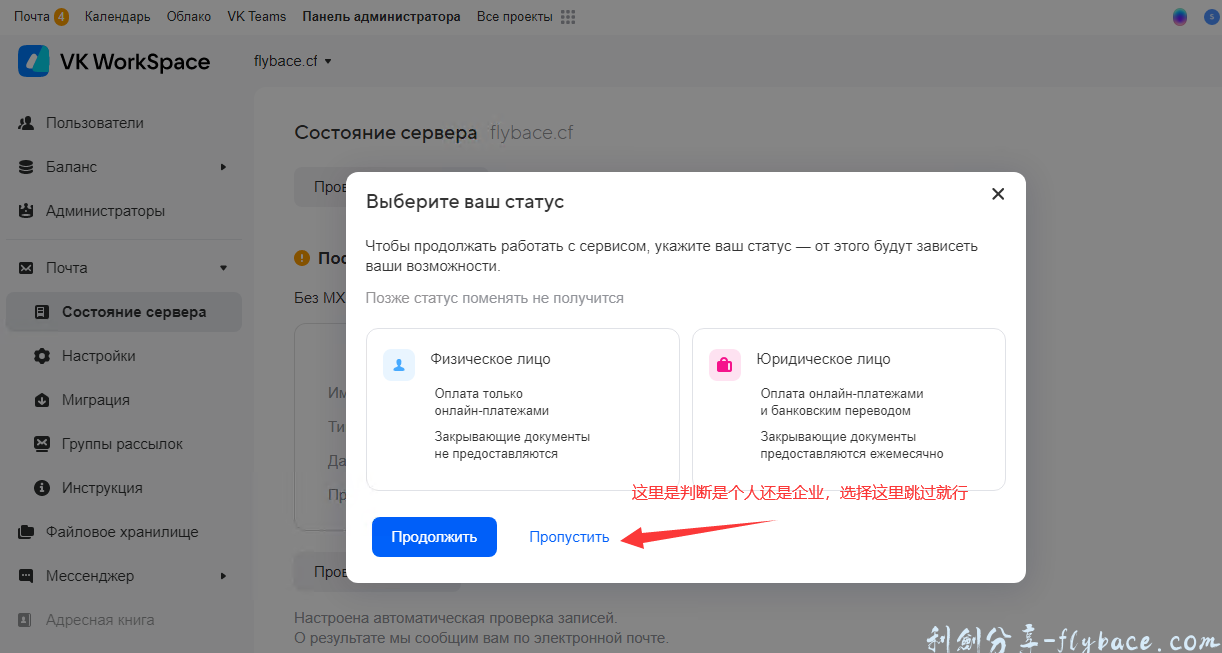 Почта 4 Календарь Облако VK Teams Панель администратора Все проекты
s
VK WorkSpace
flybace.cf
Пользователи
Баланс
Администраторы
Почта
Состояние сервера
Настройки
Миграция
Группы рассылок
Инструкция
Файловое хранилище
Мессенджер
Адресная книга
Состояние сервера flybace.cf
Пров
Пос
Без MX
Им
Ти
Да
Пр
Выберите ваш статус
Чтобы продолжать работать с сервисом, укажите ваш статус — от этого будут зависеть
ваши возможности.
Позже статус поменять не получится
Физическое лицо
Оплата только
онлайн-платежами
Закрывающие документы
не предоставляются
Юридическое лицо
Оплата онлайн-платежами
и банковским переводом
Закрывающие документы
предоставляются ежемесячно
这里是判断是个人还是企业，选择这里跳过就行
Продолжить
Пропустить
Пров
Настроена автоматическая проверка записей.
О результате мы сообщим вам по электронной почте.
利劍分享-flybace.com